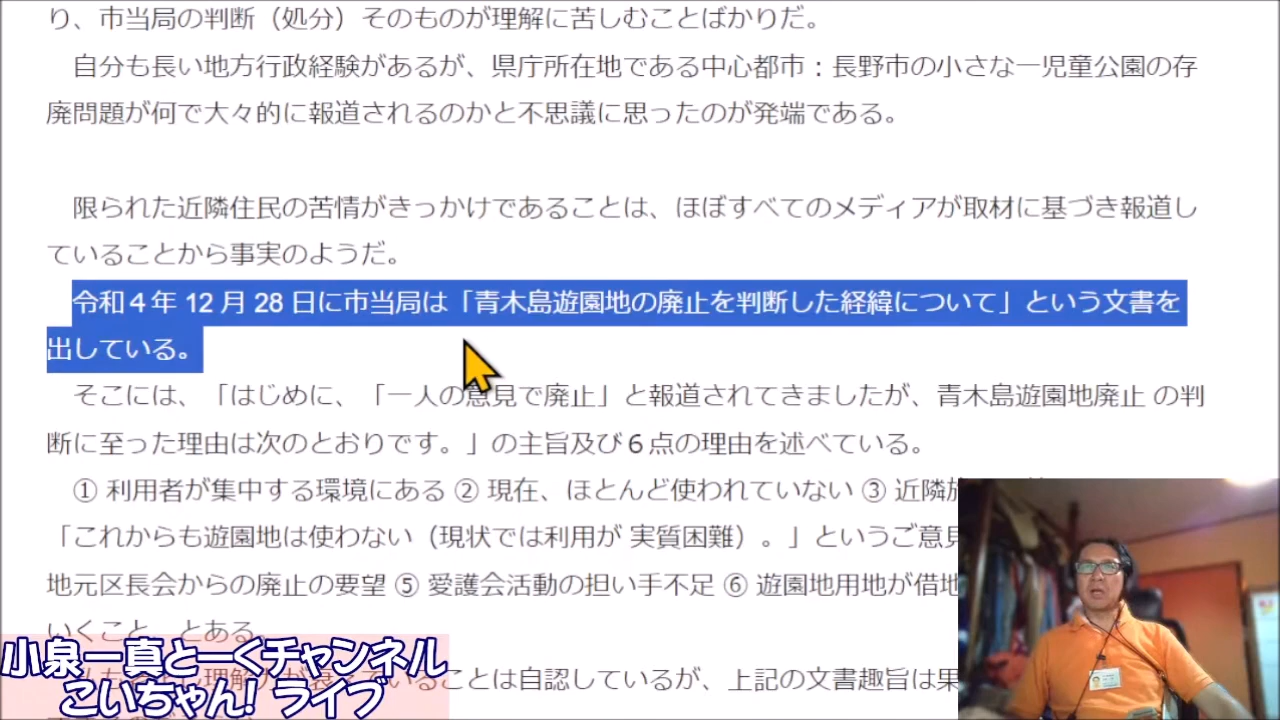 り、市当局の判断（処分）そのものが理解に苦しむことばかりだ。
自分も長い地方行政経験があるが、県庁所在地である中心都市：長野市の小さな一児童公園の存
廃問題が何で大々的に報道されるのかと不思議に思ったのが発端である。
限られた近隣住民の苦情がきっかけであることは、ほぼすべてのメディアが取材に基づき報道し
ていることから事実のようだ。
令和４年 12 月 28 日に市当局は「青木島遊園地の廃止を判断した経緯について」という文書を
出している。
そこには、「はじめに、「一人の意見で廃止」と報道されてきましたが、青木島遊園地廃止 の判
断に至った理由は次のとおりです。」の主旨及び６点の理由を述べている。
① 利用者が集中する環境にある ② 現在、ほとんど使われていない ③ 近隣
「これからも遊園地は使わない（現状では利用が 実質困難）。」というご意見
地元区長会からの廃止の要望 ⑤ 愛護会活動の担い手不足 ⑥ 遊園地用地が借地
いくこと、とある。
ていることは自認しているが、上記の文書趣旨は果
小泉一真とーくチャンネル
こいちゃん! ライブ